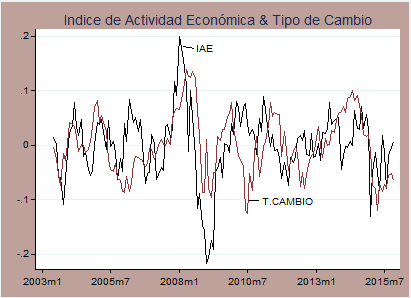 Indice de Actividad Económica & Tipo de Cambio
.2
IAE
.1
0
-.1
T.CAMBIO
-.2
2003m1 2005m7 2008m1 2010m7 2013m1 2015m7